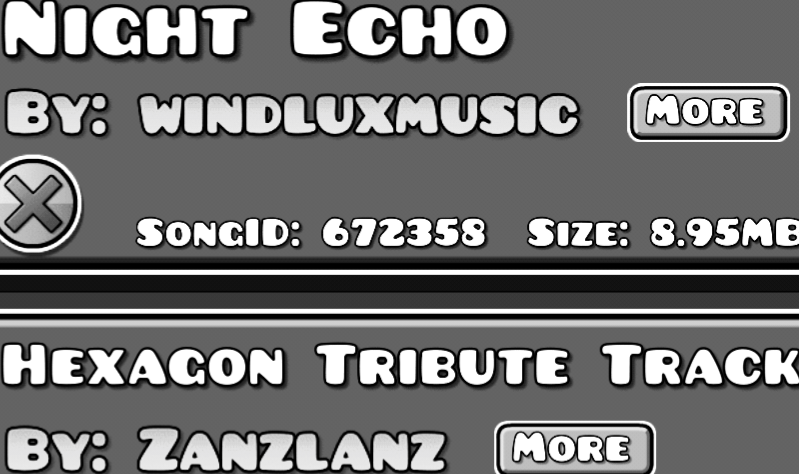 Night Echo
By: windluxmusic More
SongID: 672358 Size: 8.95MB
Hexagon Tribute Track
By: Zanzlanz More